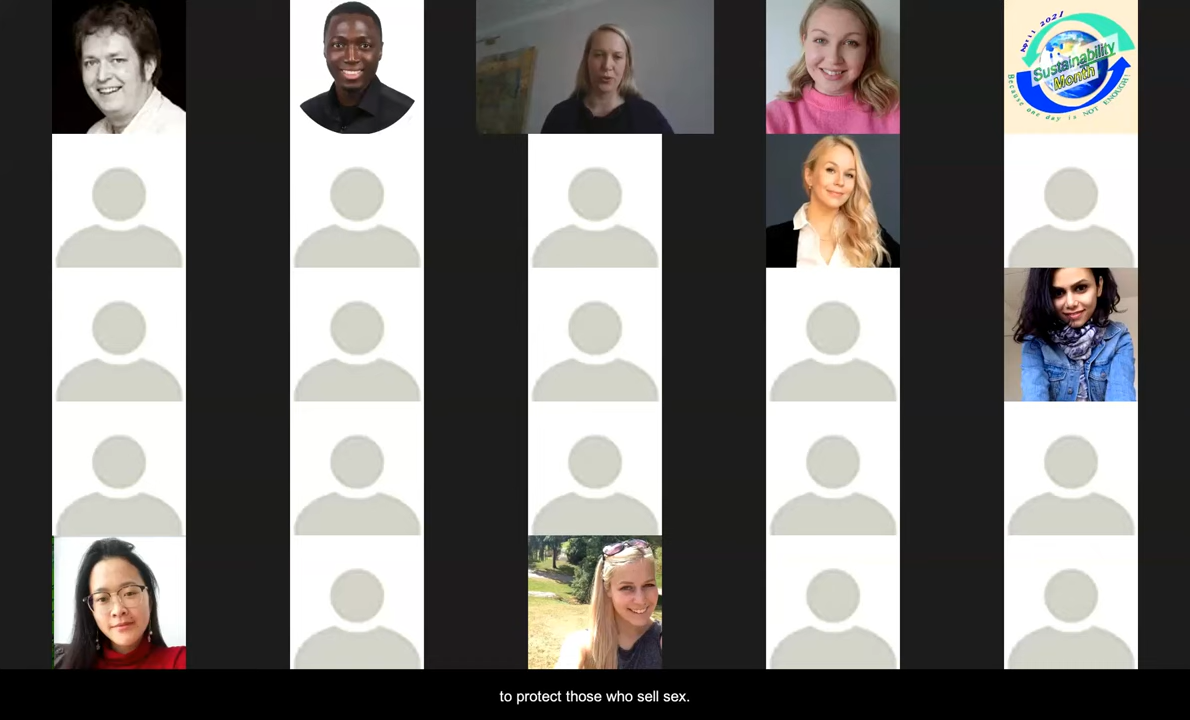 April 2021
Sustainability
Month
Because one day is NOT ENOUGH!
to protect those who sell sex.